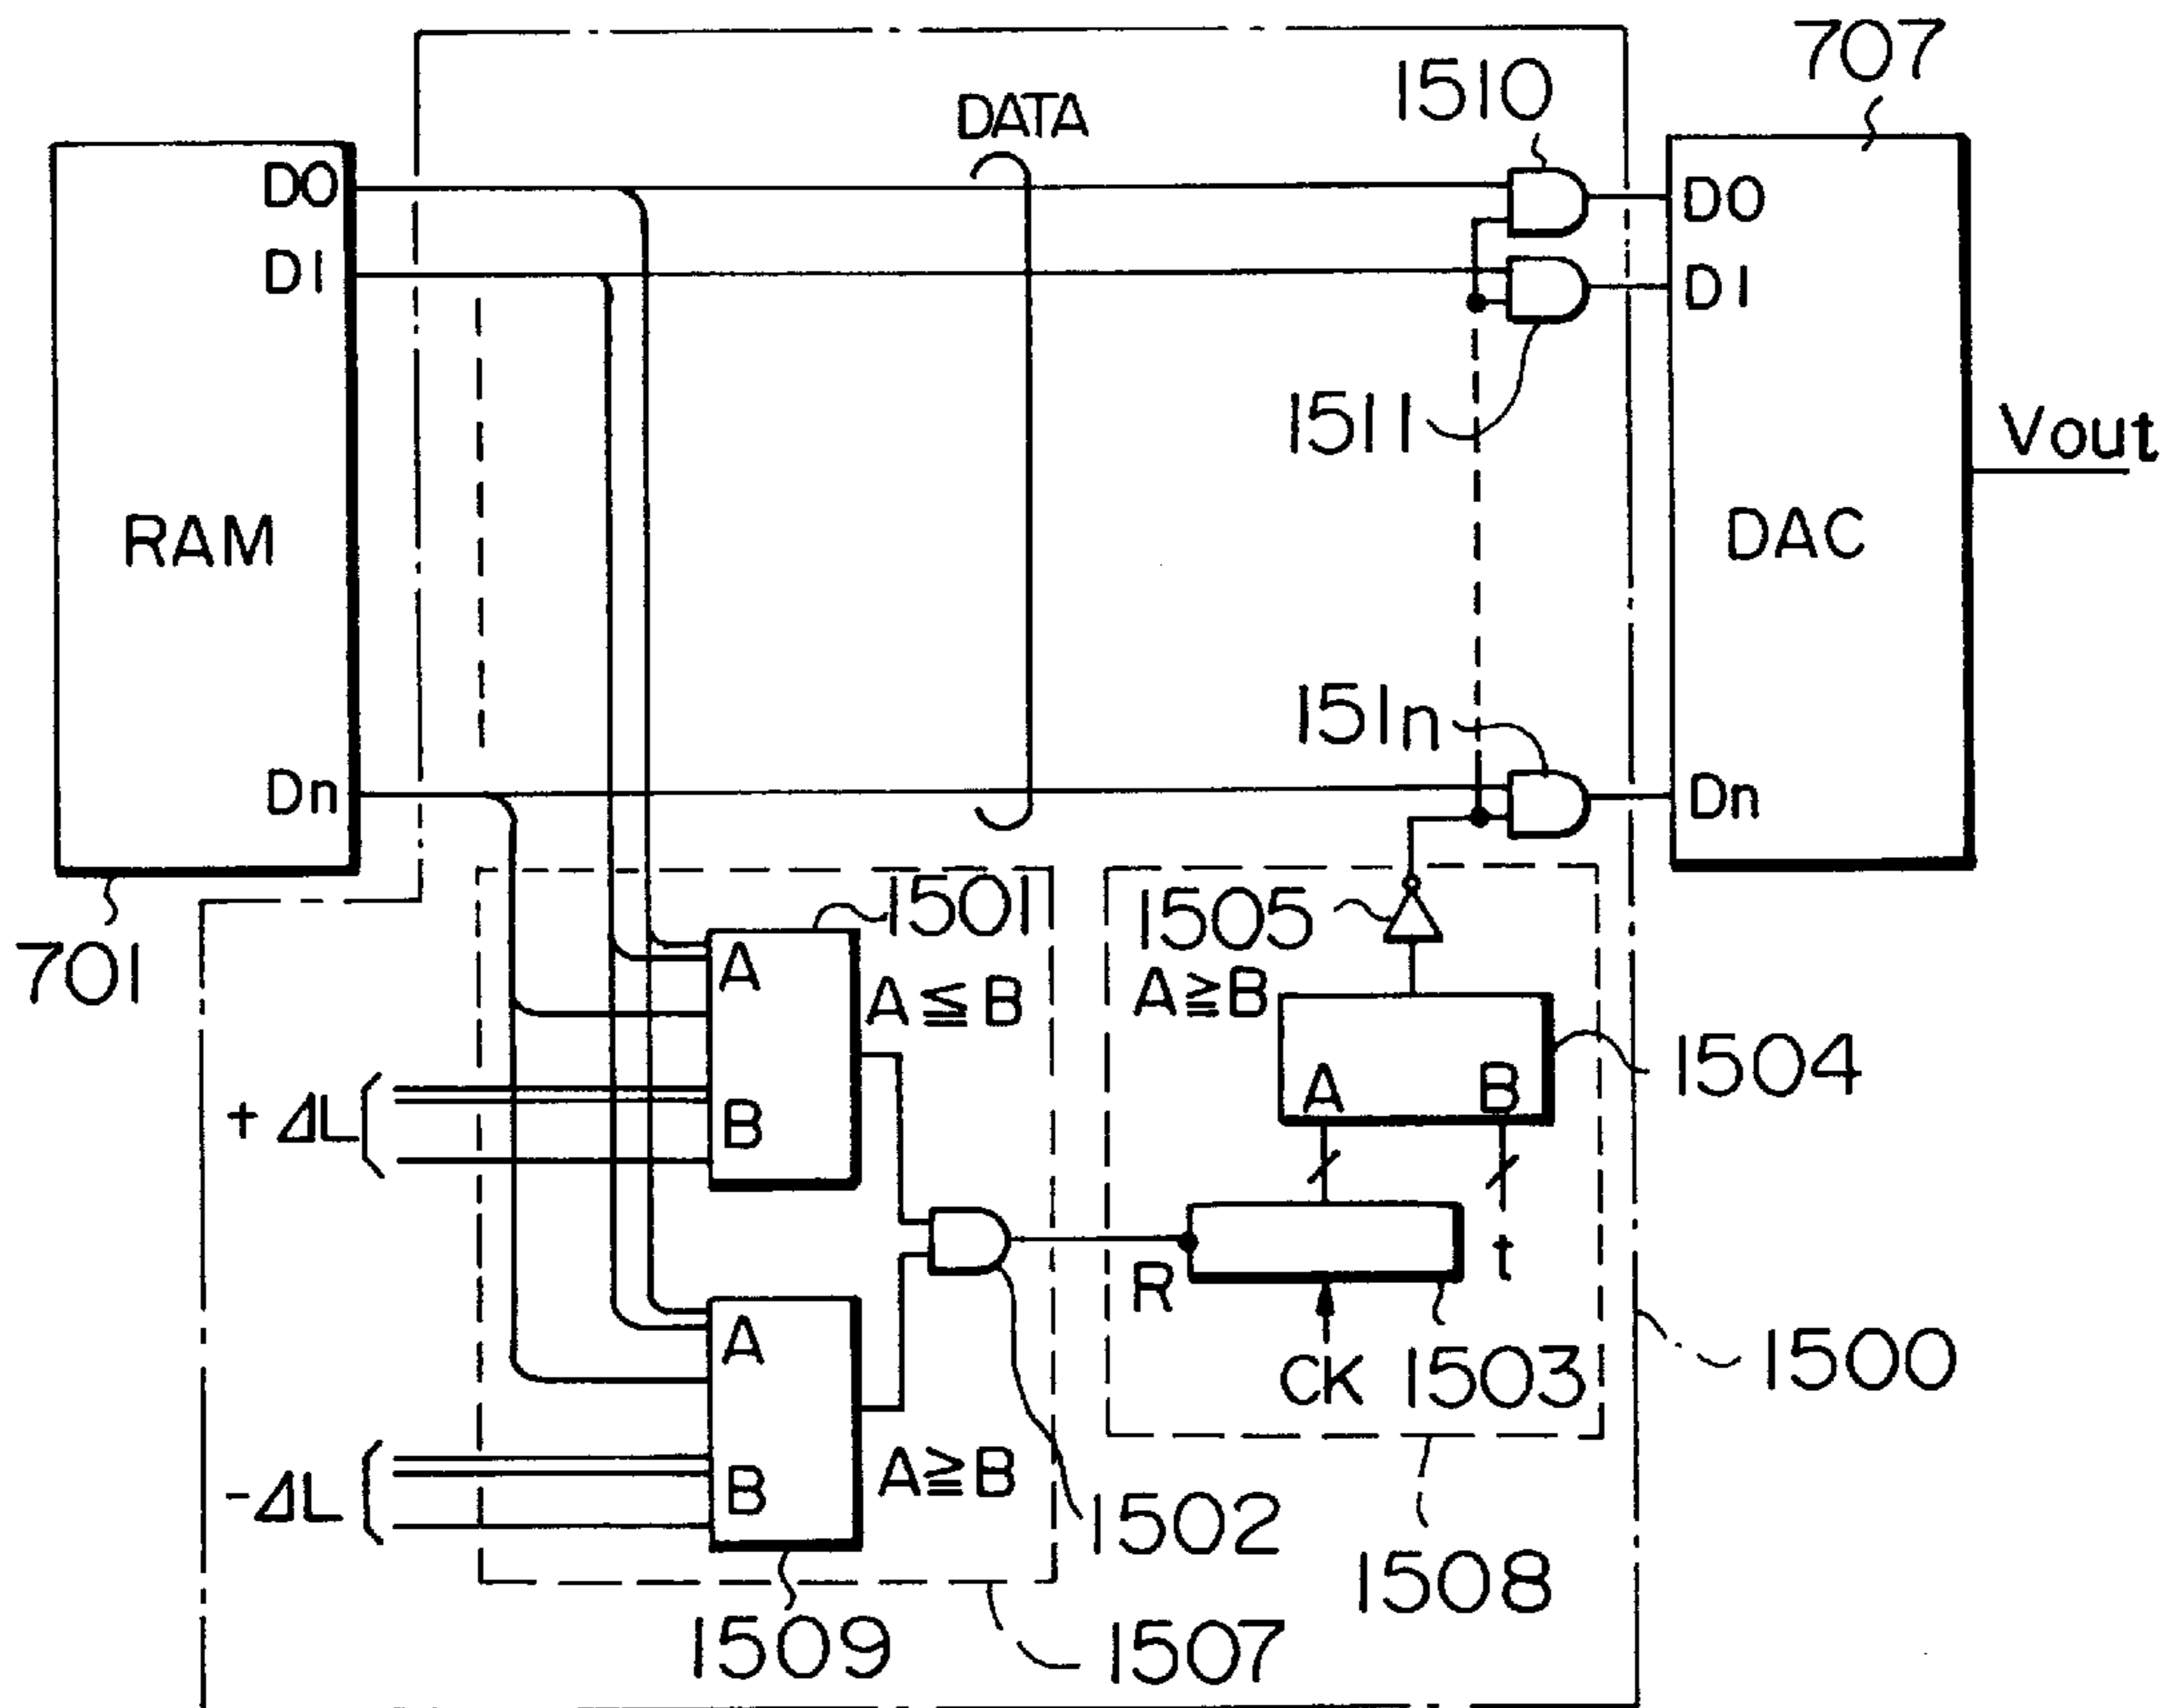 707
1510
DATA
D0
D0
D1
D1
1511
Vout
RAM
DAC
151n
Dn
Dn
1501
1505
701
A
A≦B
A≧B
1504
A
B
+ΔL
B
R
t
A
CK
1503
1500
A≧B
-ΔL
B
1502
1508
1509
1507